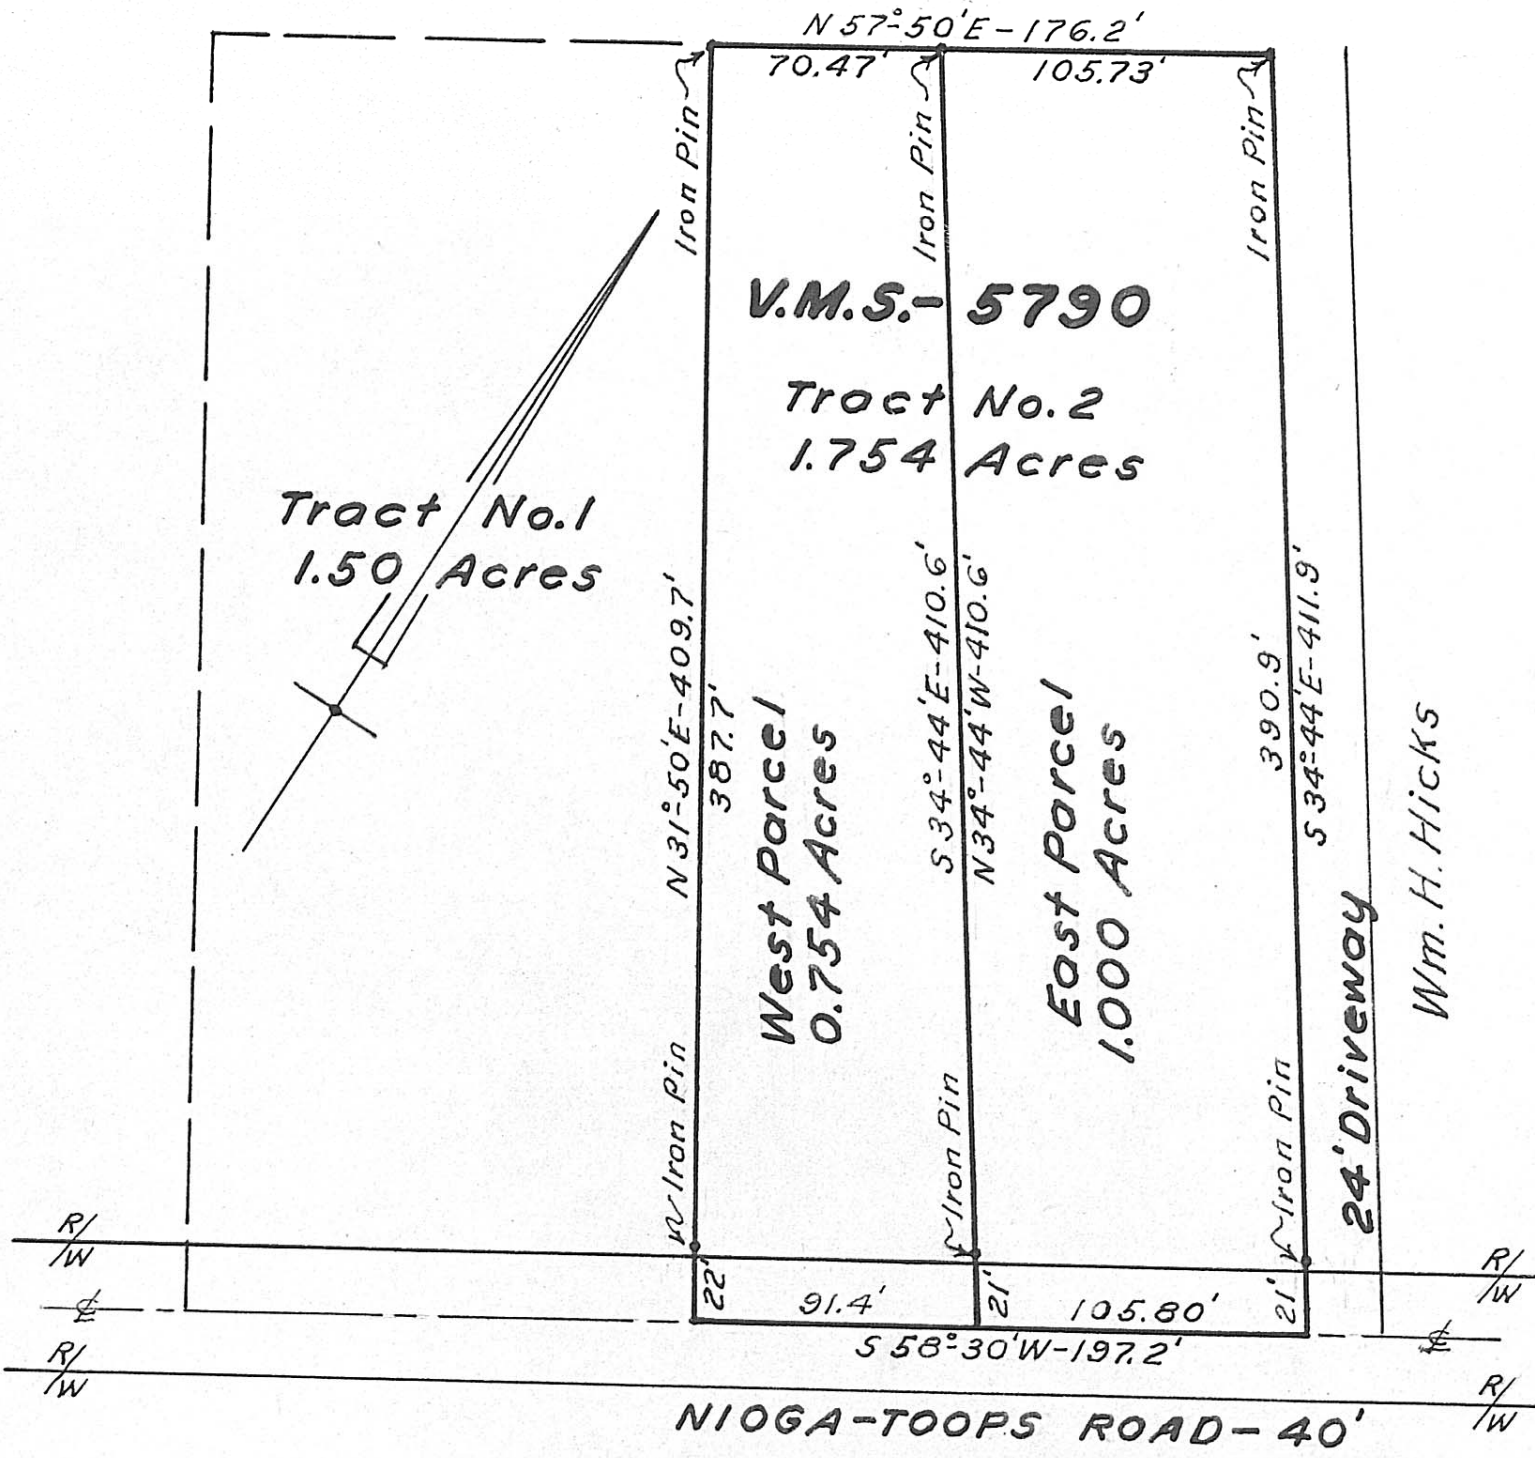 N 57°-50'E - 176.2'
70.47'
105.73'
Iron Pin
Iron Pin
Iron Pin
V.M.S.- 5790
Tract No. 2
1.754 Acres
Tract No. 1
1.50 Acres
N 31°-50'E-409.7'
387.7'
West Parcel
0.754 Acres
S 34°-44'E-410.6'
N 34°-44'W-410.6'
East Parcel
1.000 Acres
390.9'
S 34°-44'E-411.9'
24' Driveway
Wm. H. Hicks
Iron Pin
Iron Pin
Iron Pin
R/W
R/W
℄
22'
91.4'
21'
105.80'
21'
℄
S 58°-30'W-197.2'
R/W
R/W
NIOGA-TOOPS ROAD - 40'